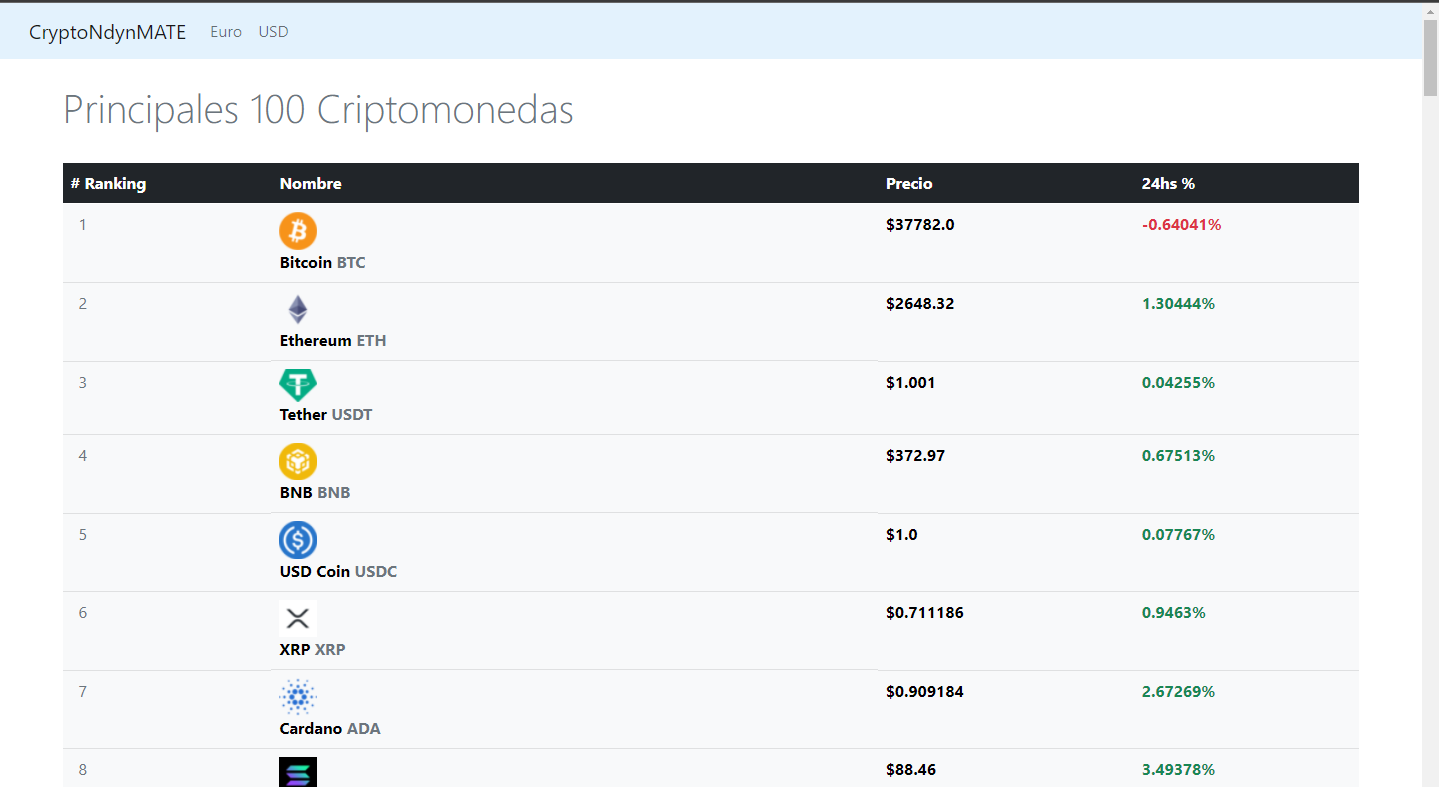 CryptoNdynMATE Euro USD
Principales 100 Criptomonedas
# Ranking Nombre Precio 24hs %
1 $37782.0 -0.64041%
Bitcoin BTC
2 $2648.32 1.30444%
Ethereum ETH
3 $1.001 0.04255%
Tether USDT
4 $372.97 0.67513%
BNB BNB
5 $1.0 0.07767%
USD Coin USDC
6 $0.711186 0.9463%
XRP XRP
7 $0.909184 2.67269%
Cardano ADA
8 $88.46 3.49378%